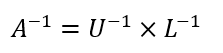 A⁻¹ = U⁻¹ × L⁻¹